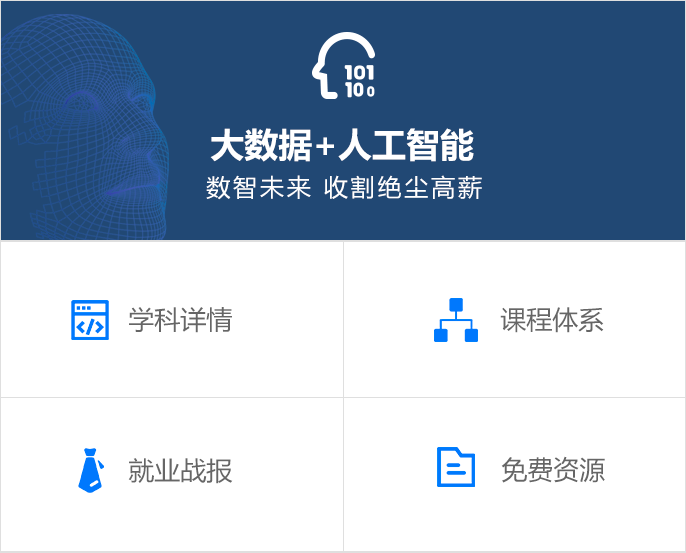 101
100
大数据+人工智能
数智未来 收割绝尘高薪
学科详情
课程体系
就业战报
免费资源